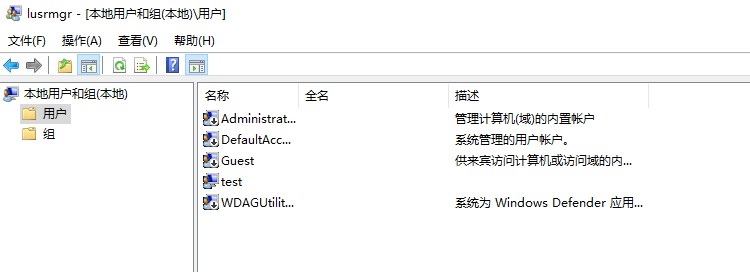 lusrmgr - [本地用户和组(本地)\用户]
文件(F) 操作(A) 查看(V) 帮助(H)
本地用户和组(本地)
用户
组
名称 全名 描述
Administrat... 管理计算机(域)的内置帐户
DefaultAcc... 系统管理的用户帐户。
Guest 供来宾访问计算机或访问域的内...
test
WDAGUtilit... 系统为 Windows Defender 应用...